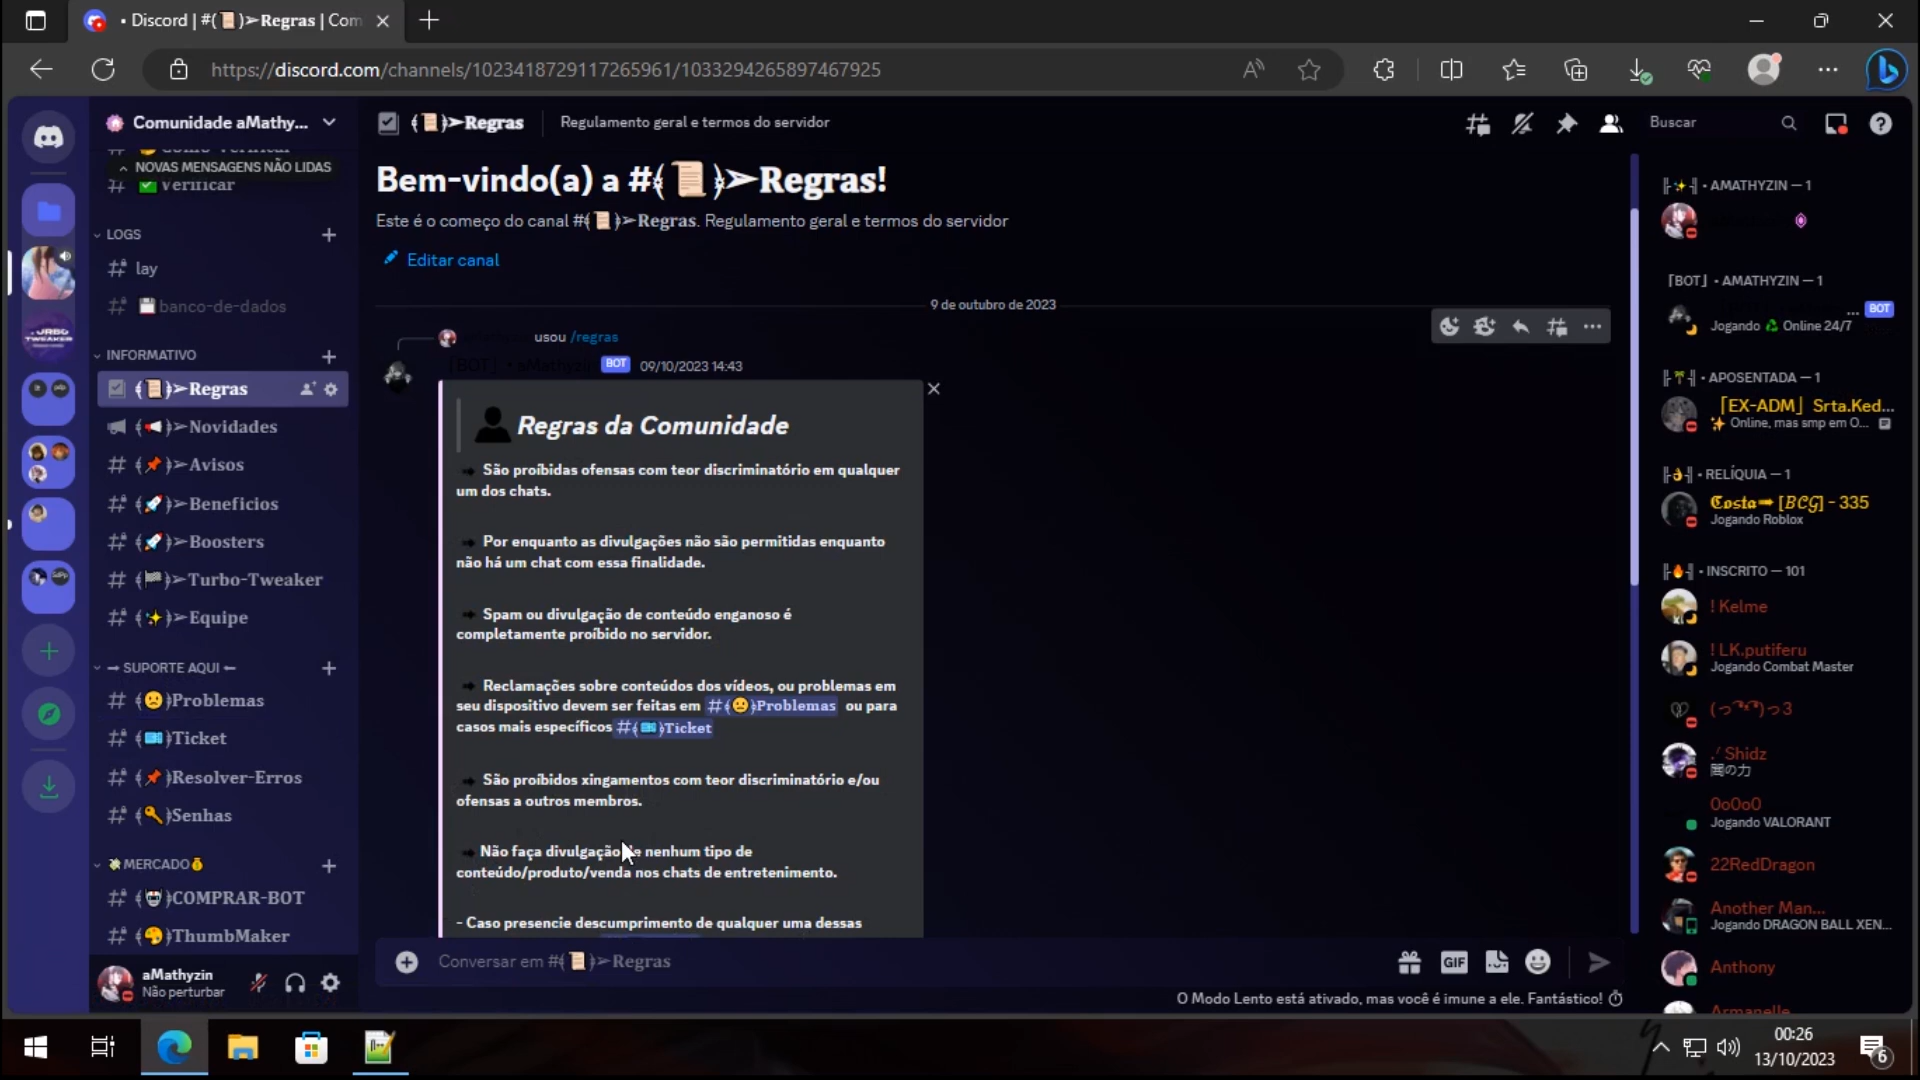 • Discord | #⦗📜⦘➢𝐑𝐞𝐠𝐫𝐚𝐬 | Com
https://discord.com/channels/1023418729117265961/1033294265897467925
Comunidade aMathy...
NOVAS MENSAGENS NÃO LIDAS
✅Verificar
LOGS
lay
💾banco-de-dados
INFORMATIVO
⦗📜⦘➢𝐑𝐞𝐠𝐫𝐚𝐬
⦗📢⦘➢𝐍𝐨𝐯𝐢𝐝𝐚𝐝𝐞𝐬
⦗📌⦘➢𝐀𝐯𝐢𝐬𝐨𝐬
⦗🚀⦘➢𝐁𝐞𝐧𝐞𝐟𝐢𝐜𝐢𝐨𝐬
⦗🚀⦘➢𝐁𝐨𝐨𝐬𝐭𝐞𝐫𝐬
⦗🏁⦘➢𝐓𝐮𝐫𝐛𝐨-𝐓𝐰𝐞𝐚𝐤𝐞𝐫
⦗✨⦘➢𝐄𝐪𝐮𝐢𝐩𝐞
→ SUPORTE AQUI ←
⦗🙁⦘𝐏𝐫𝐨𝐛𝐥𝐞𝐦𝐚𝐬
⦗🎫⦘𝐓𝐢𝐜𝐤𝐞𝐭
⦗📌⦘𝐑𝐞𝐬𝐨𝐥𝐯𝐞𝐫-𝐄𝐫𝐫𝐨𝐬
⦗🔑⦘𝐒𝐞𝐧𝐡𝐚𝐬
💸MERCADO💰
⦗🤖⦘𝐂𝐎𝐌𝐏𝐑𝐀𝐑-𝐁𝐎𝐓
⦗🎨⦘𝐓𝐡𝐮𝐦𝐛𝐌𝐚𝐤𝐞𝐫
aMathyzin
Não perturbar
TURBO
TWEAKER
⦗📜⦘➢𝐑𝐞𝐠𝐫𝐚𝐬
Regulamento geral e termos do servidor
Buscar
Bem-vindo(a) a #⦗📜⦘➢𝐑𝐞𝐠𝐫𝐚𝐬!
Este é o começo do canal #⦗📜⦘➢𝐑𝐞𝐠𝐫𝐚𝐬. Regulamento geral e termos do servidor
Editar canal
9 de outubro de 2023
usou /regras
「BOT」 • aMathyzin BOT 09/10/2023 14:43
Regras da Comunidade
São proibidas ofensas com teor discriminatório em qualquer
um dos chats.
Por enquanto as divulgações não são permitidas enquanto
não há um chat com essa finalidade.
Spam ou divulgação de conteúdo enganoso é
completamente proibido no servidor.
Reclamações sobre conteúdos dos vídeos, ou problemas em
seu dispositivo devem ser feitas em #⦗🙁⦘𝐏𝐫𝐨𝐛𝐥𝐞𝐦𝐚𝐬 ou para
casos mais específicos #⦗🎫⦘𝐓𝐢𝐜𝐤𝐞𝐭
São proibidos xingamentos com teor discriminatório e/ou
ofensas a outros membros.
Não faça divulgação de nenhum tipo de
conteúdo/produto/venda nos chats de entretenimento.
- Caso presencie descumprimento de qualquer uma dessas
Conversar em #⦗📜⦘➢𝐑𝐞𝐠𝐫𝐚𝐬
GIF
O Modo Lento está ativado, mas você é imune a ele. Fantástico!
╟✨╢ • AMATHYZIN — 1
「BOT」 • AMATHYZIN — 1
... BOT
Jogando ♻ Online 24/7
╟🌴╢ • APOSENTADA — 1
「EX-ADM」 Srta.Ked...
✨ Online, mas smp em O...
╟👌╢ • RELÍQUIA — 1
𝕮𝖔𝖘𝖙𝖆➡ [𝐵𝒞𝒢] - 335
Jogando Roblox
╟🔥╢ • INSCRITO — 101
! Kelme
! LK.putiferu
Jogando Combat Master
.ᐟ Shidz
風の力
0o0o0
Jogando VALORANT
22RedDragon
Another Man...
Jogando DRAGON BALL XEN...
Anthony
Armanelle
00:26
13/10/2023
6